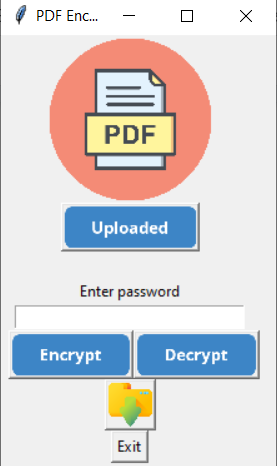 PDF Enc...
PDF
Uploaded
Enter password
Encrypt
Decrypt
Exit